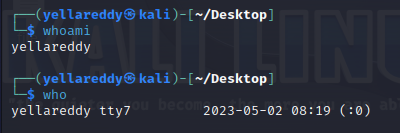 ┌──(yellareddy㉿kali)-[~/Desktop]
└─$ whoami
yellareddy
┌──(yellareddy㉿kali)-[~/Desktop]
└─$ who
yellareddy tty7         2023-05-02 08:19 (:0)